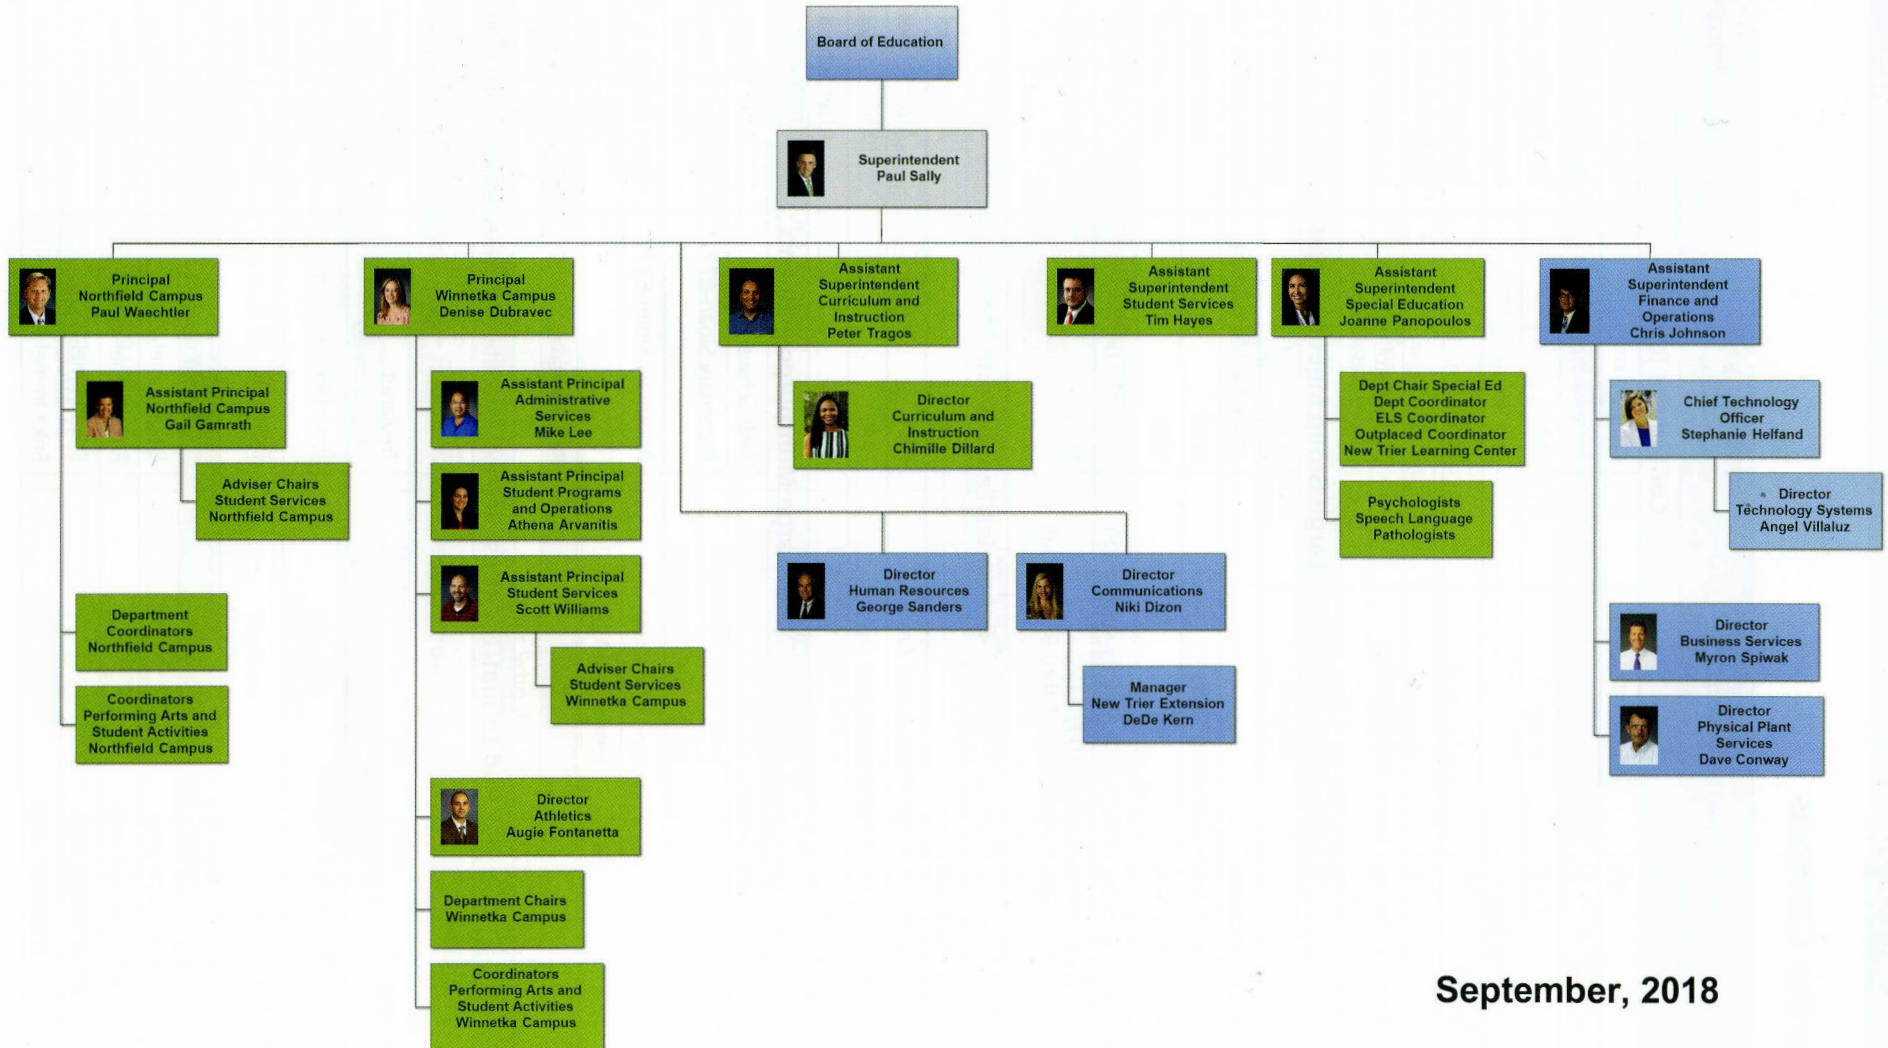 Board of Education
Superintendent
Paul Sally
Principal
Northfield Campus
Paul Waechtler
Principal
Winnetka Campus
Denise Dubravec
Assistant
Superintendent
Curriculum and
Instruction
Peter Tragos
Assistant
Superintendent
Student Services
Tim Hayes
Assistant
Superintendent
Special Education
Joanne Panopoulos
Assistant
Superintendent
Finance and
Operations
Chris Johnson
Assistant Principal
Northfield Campus
Gail Gamrath
Adviser Chairs
Student Services
Northfield Campus
Department
Coordinators
Northfield Campus
Coordinators
Performing Arts and
Student Activities
Northfield Campus
Assistant Principal
Administrative
Services
Mike Lee
Assistant Principal
Student Programs
and Operations
Athena Arvanitis
Assistant Principal
Student Services
Scott Williams
Adviser Chairs
Student Services
Winnetka Campus
Director
Athletics
Augie Fontanetta
Department Chairs
Winnetka Campus
Coordinators
Performing Arts and
Student Activities
Winnetka Campus
Director
Curriculum and
Instruction
Chimille Dillard
Director
Human Resources
George Sanders
Director
Communications
Niki Dizon
Manager
New Trier Extension
DeDe Kern
Dept Chair Special Ed
Dept Coordinator
ELS Coordinator
Outplaced Coordinator
New Trier Learning Center
Psychologists
Speech Language
Pathologists
Chief Technology
Officer
Stephanie Helfand
Director
Technology Systems
Angel Villaluz
Director
Business Services
Myron Spiwak
Director
Physical Plant
Services
Dave Conway
September, 2018